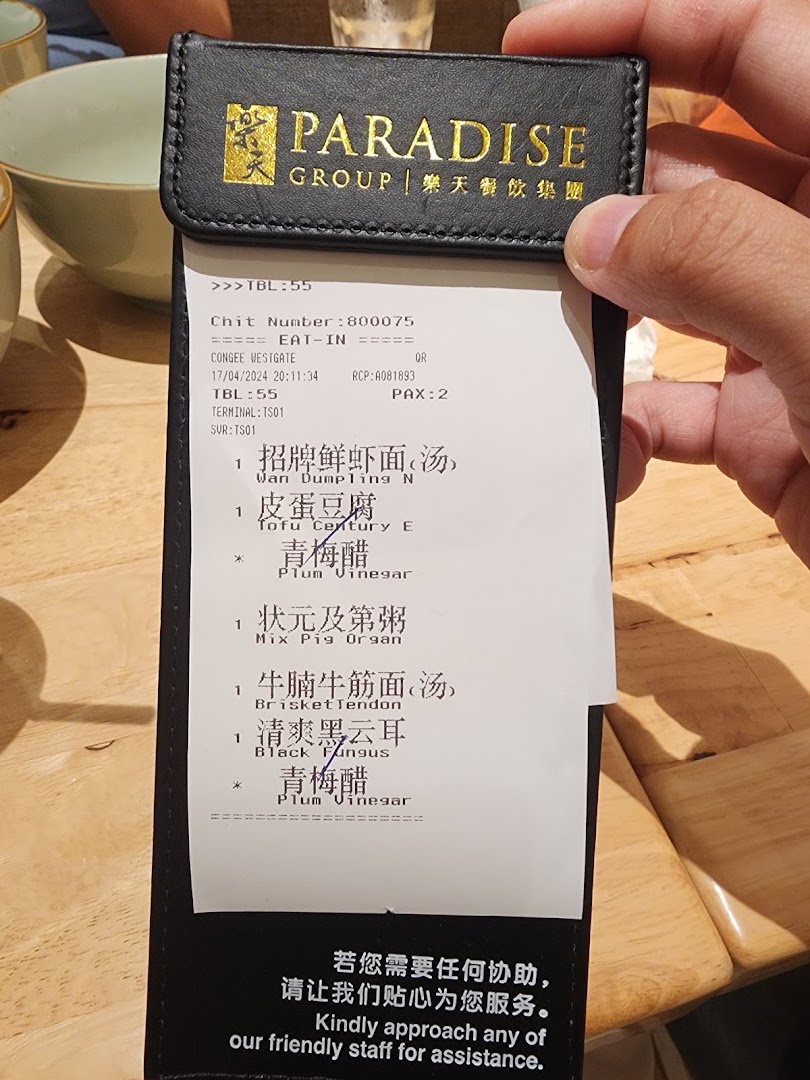 樂天
PARADISE
GROUP | 樂天餐飲集團
>>>TBL:55
Chit Number:800075
===== EAT-IN =====
CONGEE WESTGATE QR
17/04/2024 20:11:34 RCP:A081893
TBL:55 PAX:2
TERMINAL:TS01
SVR:TS01
1 招牌鲜虾面(汤)
Wan Dumpling N
1 皮蛋豆腐
Tofu Century E
* 青梅醋
Plum Vinegar
1 状元及第粥
Mix Pig Organ
1 牛腩牛筋面(汤)
BrisketTendon
1 清爽黑云耳
Black Fungus
* 青梅醋
Plum Vinegar
======================
若您需要任何协助，
请让我们贴心为您服务。
Kindly approach any of
our friendly staff for assistance.